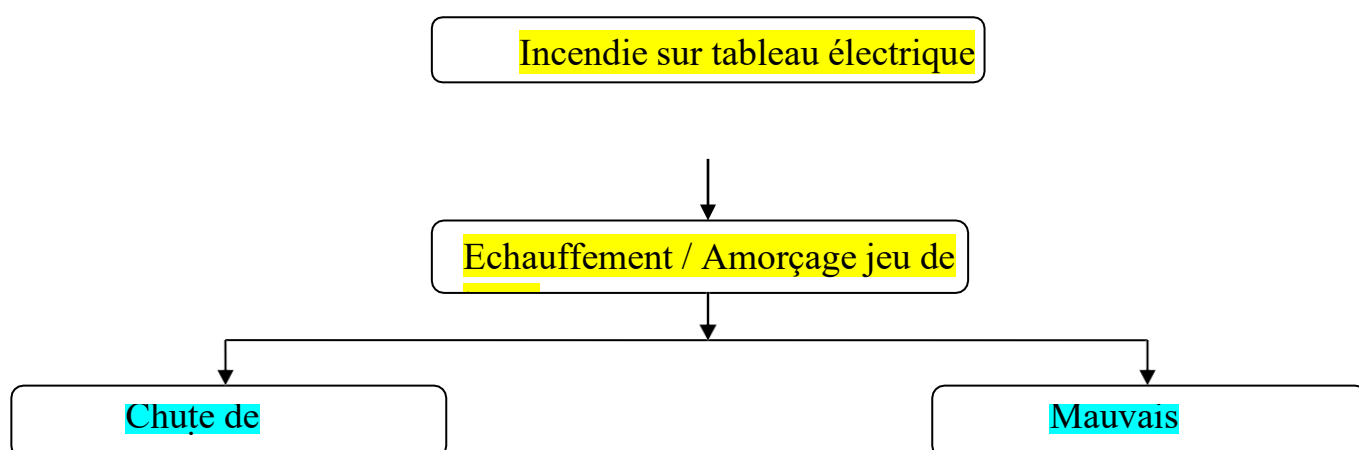 Incendie sur tableau électrique
Echauffement / Amorçage jeu de
Chute de
Mauvais